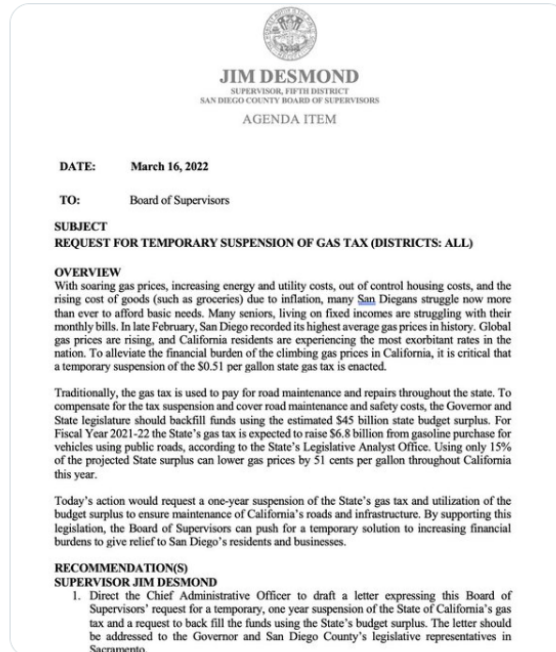 JIM DESMOND
SUPERVISOR, FIFTH DISTRICT
SAN DIEGO COUNTY BOARD OF SUPERVISORS
AGENDA ITEM
DATE: March 16, 2022
TO: Board of Supervisors
SUBJECT
REQUEST FOR TEMPORARY SUSPENSION OF GAS TAX (DISTRICTS: ALL)
OVERVIEW
With soaring gas prices, increasing energy and utility costs, out of control housing costs, and the
rising cost of goods (such as groceries) due to inflation, many San Diegans struggle now more
than ever to afford basic needs. Many seniors, living on fixed incomes are struggling with their
monthly bills. In late February, San Diego recorded its highest average gas prices in history. Global
gas prices are rising, and California residents are experiencing the most exorbitant rates in the
nation. To alleviate the financial burden of the climbing gas prices in California, it is critical that
a temporary suspension of the $0.51 per gallon state gas tax is enacted.
Traditionally, the gas tax is used to pay for road maintenance and repairs throughout the state. To
compensate for the tax suspension and cover road maintenance and safety costs, the Governor and
State legislature should backfill funds using the estimated $45 billion state budget surplus. For
Fiscal Year 2021-22 the State's gas tax is expected to raise $6.8 billion from gasoline purchase for
vehicles using public roads, according to the State's Legislative Analyst Office. Using only 15%
of the projected State surplus can lower gas prices by 51 cents per gallon throughout California
this year.
Today's action would request a one-year suspension of the State's gas tax and utilization of the
budget surplus to ensure maintenance of California's roads and infrastructure. By supporting this
legislation, the Board of Supervisors can push for a temporary solution to increasing financial
burdens to give relief to San Diego's residents and businesses.
RECOMMENDATION(S)
SUPERVISOR JIM DESMOND
1. Direct the Chief Administrative Officer to draft a letter expressing this Board of
Supervisors' request for a temporary, one year suspension of the State of California's gas
tax and a request to back fill the funds using the State's budget surplus. The letter should
be addressed to the Governor and San Diego County's legislative representatives in
Sacramento.